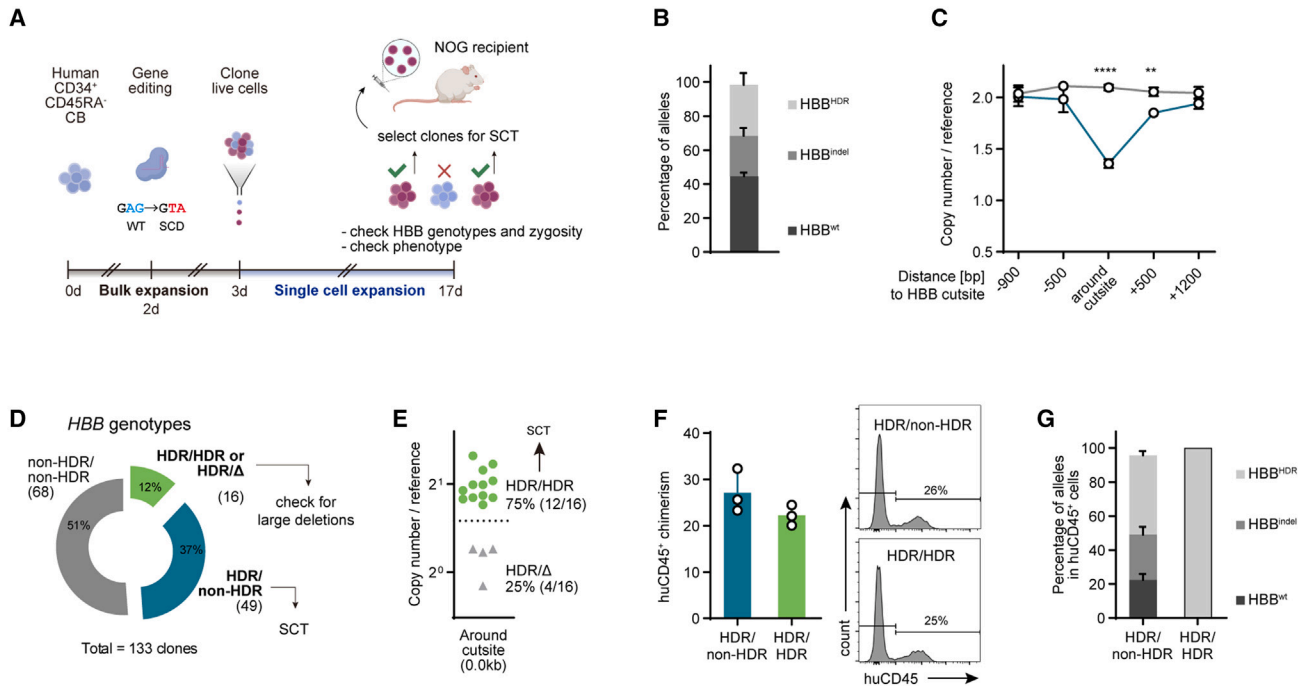 A
Human
CD34⁺
CD45RA⁻
CB
Gene
editing
Clone
live cells
NOG recipient
select clones for SCT
GAG→GTA
WT SCD
- check HBB genotypes and zygosity
- check phenotype
0d
Bulk expansion
2d
3d
Single cell expansion
17d
B
Percentage of alleles
100
80
60
40
20
0
HBBᴴᴰᴿ
HBBⁱⁿᵈᵉˡ
HBBʷᵗ
C
Copy number / reference
2.0
1.5
1.0
0.5
****
**
Distance [bp]
to HBB cutsite
-900
-500
around
cutsite
+500
+1200
D
HBB genotypes
non-HDR/
non-HDR
(68)
51%
HDR/HDR or
HDR/Δ
(16)
12%
check for
large deletions
37%
HDR/
non-HDR
(49)
SCT
Total = 133 clones
E
Copy number / reference
2¹
2⁰
SCT
HDR/HDR
75% (12/16)
HDR/Δ
25% (4/16)
Around
cutsite
(0.0kb)
F
huCD45⁺ chimerism
40
30
20
10
0
HDR/
non-HDR
HDR/
HDR
HDR/non-HDR
26%
HDR/HDR
25%
count
huCD45
G
Percentage of alleles
in huCD45⁺ cells
100
80
60
40
20
0
HDR/
non-HDR
HDR/
HDR
HBBᴴᴰᴿ
HBBⁱⁿᵈᵉˡ
HBBʷᵗ